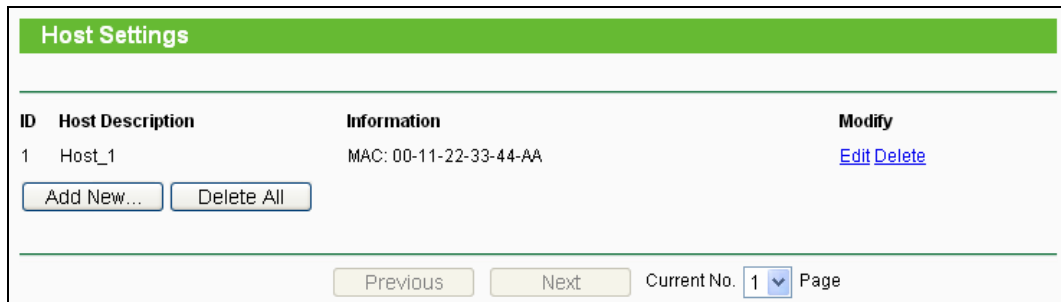 Host Settings
ID Host Description Information Modify
1 Host_1 MAC: 00-11-22-33-44-AA Edit Delete
Add New... Delete All
Previous Next Current No. 1 Page